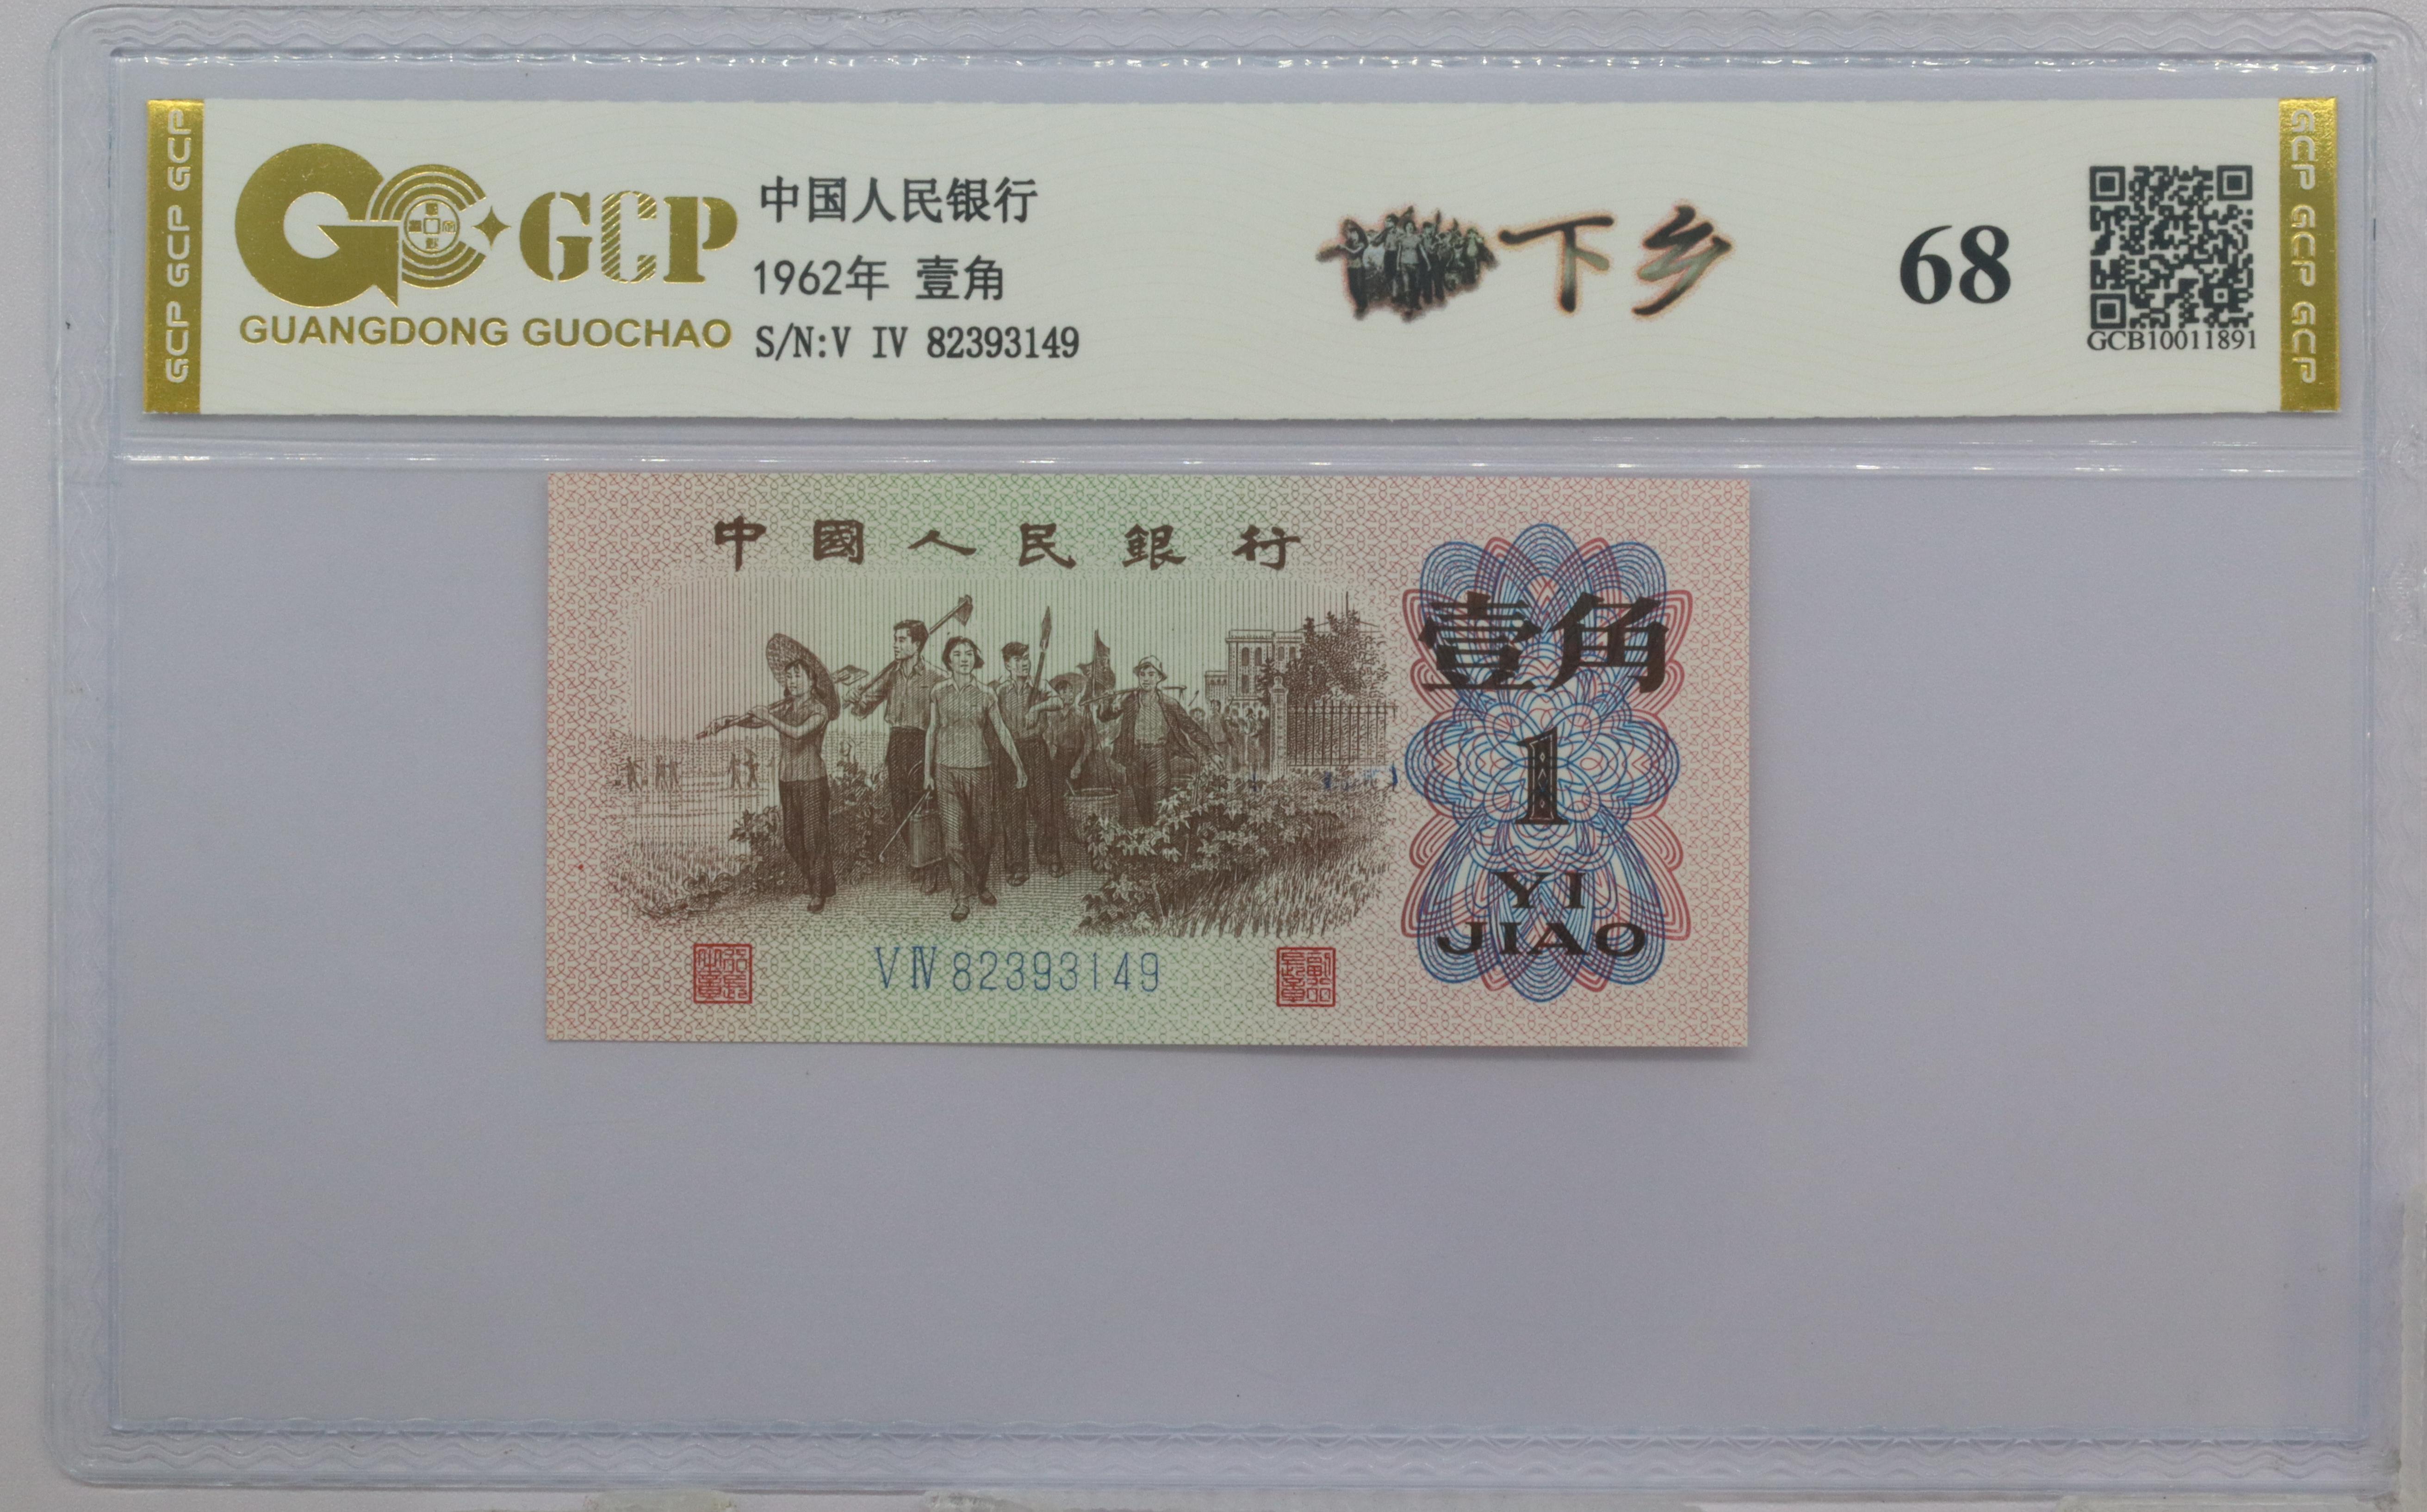 GCP GCP GCP
GCP
GUANGDONG GUOCHAO
中国人民银行
1962年 壹角
S/N:V IV 82393149
下乡
68
GCB10011891
GCP GCP GCP
中國人民銀行
壹角
1
YI
JIAO
V IV 82393149